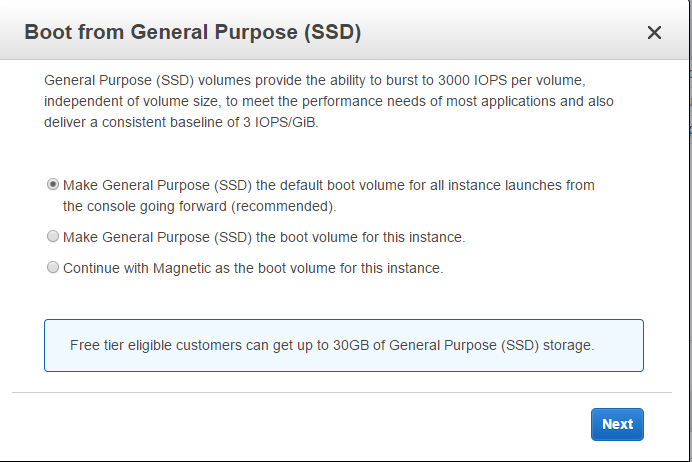 Boot from General Purpose (SSD)
General Purpose (SSD) volumes provide the ability to burst to 3000 IOPS per volume,
independent of volume size, to meet the performance needs of most applications and also
deliver a consistent baseline of 3 IOPS/GiB.
Make General Purpose (SSD) the default boot volume for all instance launches from
the console going forward (recommended).
Make General Purpose (SSD) the boot volume for this instance.
Continue with Magnetic as the boot volume for this instance.
Free tier eligible customers can get up to 30GB of General Purpose (SSD) storage.
Next